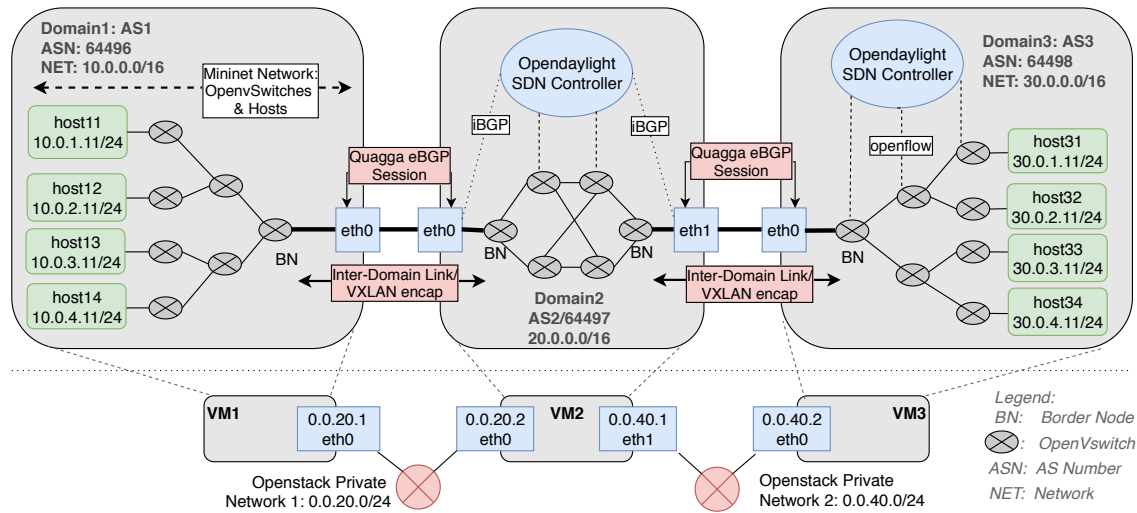 Domain1: AS1
ASN: 64496
NET: 10.0.0.0/16
Mininet Network:
OpenvSwitches
& Hosts
host11
10.0.1.11/24
host12
10.0.2.11/24
host13
10.0.3.11/24
host14
10.0.4.11/24
BN
Quagga eBGP
Session
eth0
eth0
Inter-Domain Link/
VXLAN encap
Opendaylight
SDN Controller
iBGP
iBGP
BN
BN
Domain2
AS2/64497
20.0.0.0/16
Quagga eBGP
Session
eth1
eth0
Inter-Domain Link/
VXLAN encap
Opendaylight
SDN Controller
Domain3: AS3
ASN: 64498
NET: 30.0.0.0/16
openflow
BN
host31
30.0.1.11/24
host32
30.0.2.11/24
host33
30.0.3.11/24
host34
30.0.4.11/24
VM1
0.0.20.1
eth0
0.0.20.2
eth0
VM2
0.0.40.1
eth1
0.0.40.2
eth0
VM3
Openstack Private
Network 1: 0.0.20.0/24
Openstack Private
Network 2: 0.0.40.0/24
Legend:
BN: Border Node
: OpenVswitch
ASN: AS Number
NET: Network